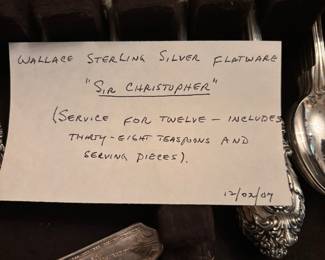 WALLACE STERLING SILVER FLATWARE
"SIR CHRISTOPHER"
(SERVICE FOR TWELVE - INCLUDES
THIRTY-EIGHT TEASPOONS AND
SERVING PIECES).
12/02/07